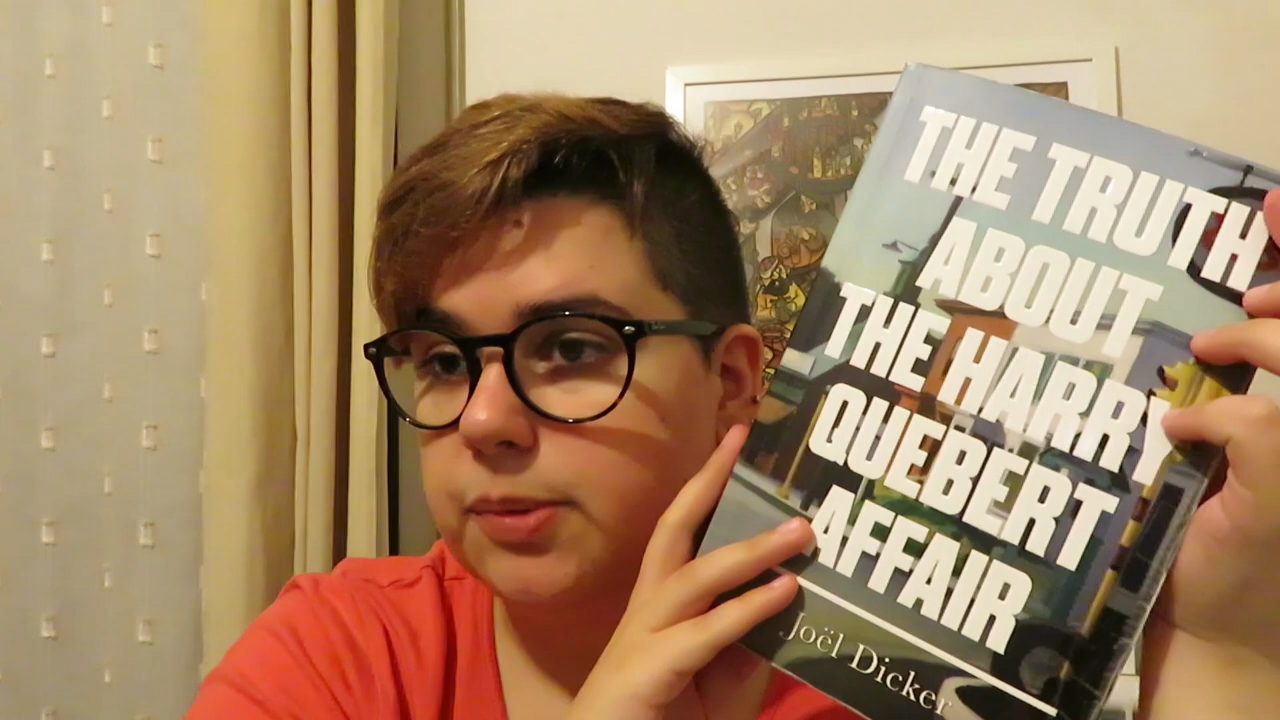 THE TRUTH
ABOUT
THE HARRY
QUEBERT
AFFAIR
Joël Dicker